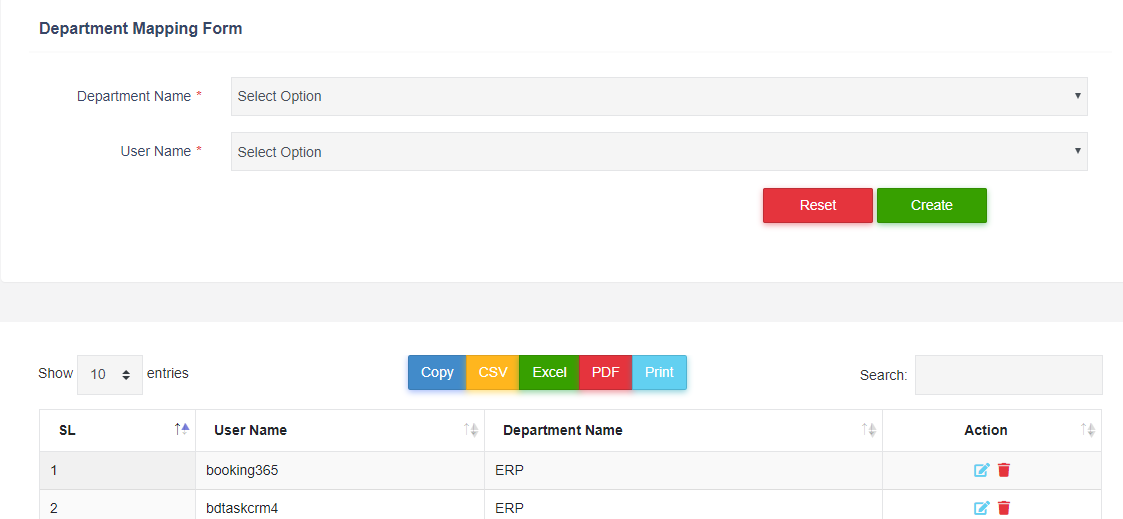 Department Mapping Form
Department Name * Select Option
User Name * Select Option
Reset Create
Show 10 entries Copy CSV Excel PDF Print Search:
SL User Name Department Name Action
1 booking365 ERP
2 bdtaskcrm4 ERP